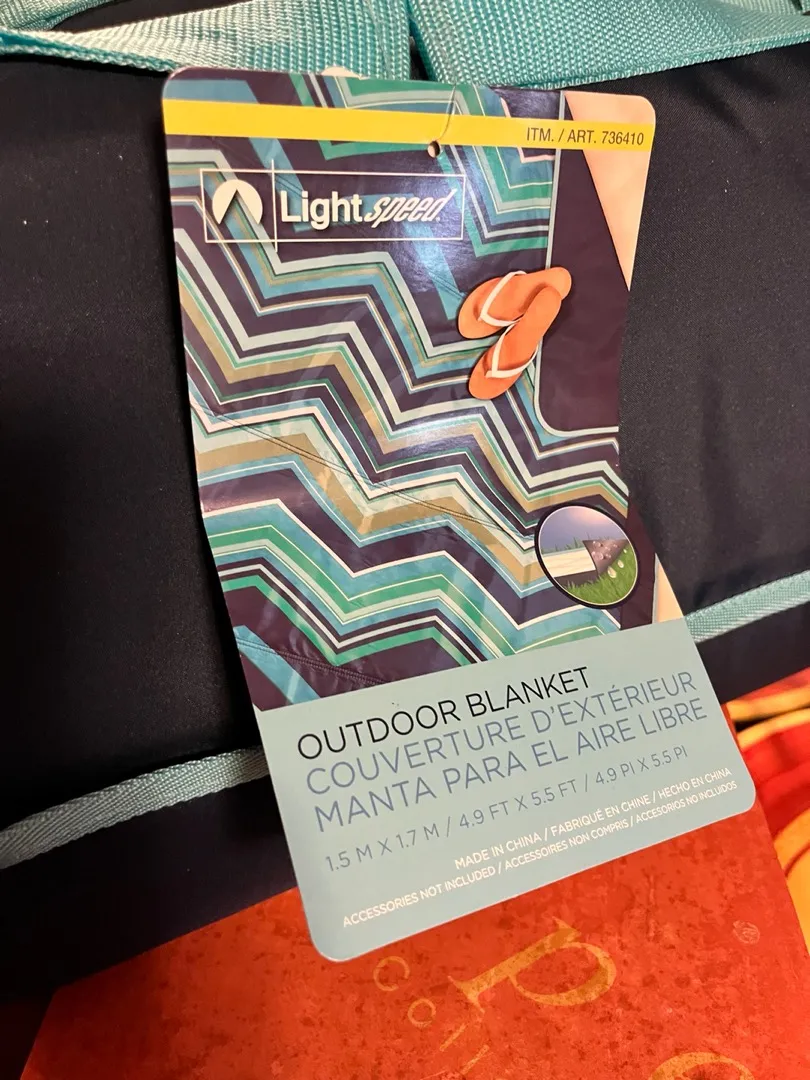 ITM. / ART. 736410
Lightspeed
OUTDOOR BLANKET
COUVERTURE D'EXTÉRIEUR
MANTA PARA EL AIRE LIBRE
1.5 M X 1.7 M / 4.9 FT X 5.5 FT / 4.9 PI X 5.5 PI
MADE IN CHINA / FABRIQUÉ EN CHINE / HECHO EN CHINA
ACCESSORIES NOT INCLUDED / ACCESSOIRES NON COMPRIS / ACCESORIOS NO INCLUIDOS